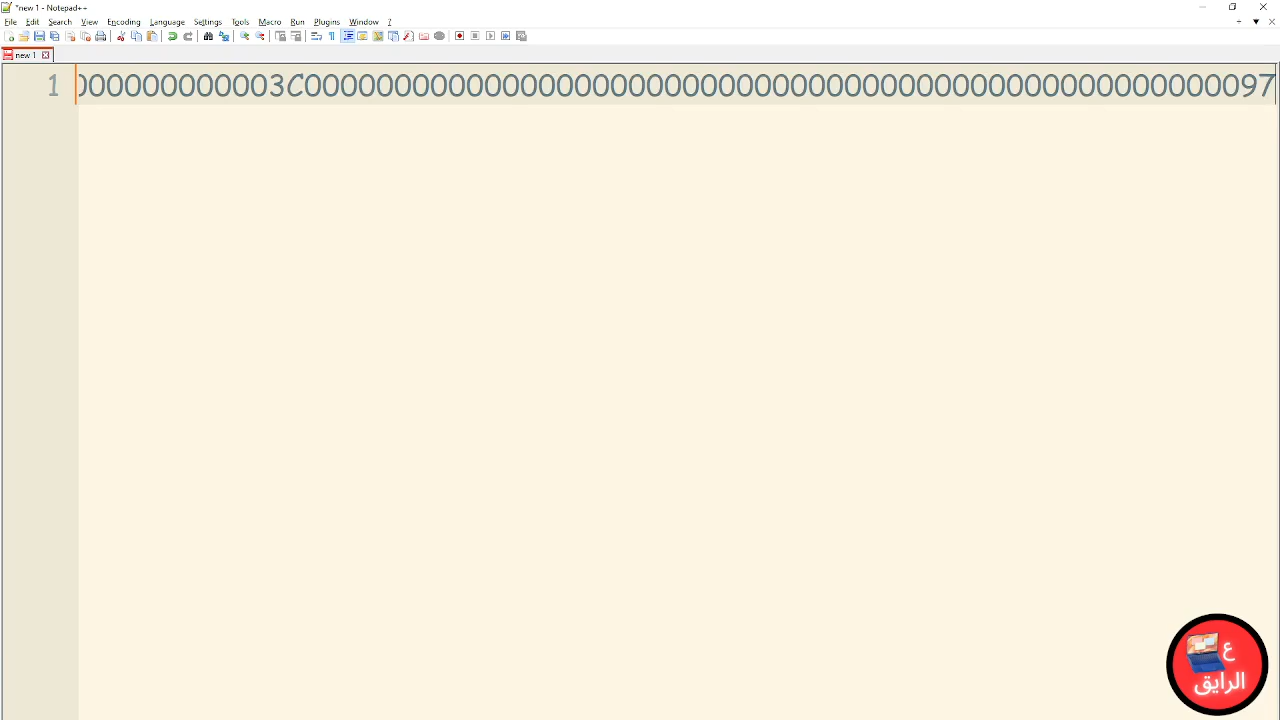 *new 1 - Notepad++
File Edit Search View Encoding Language Settings Tools Macro Run Plugins Window ?
new 1
1 000000000003C000000000000000000000000000000000000000000000000000097
ع
الرايق